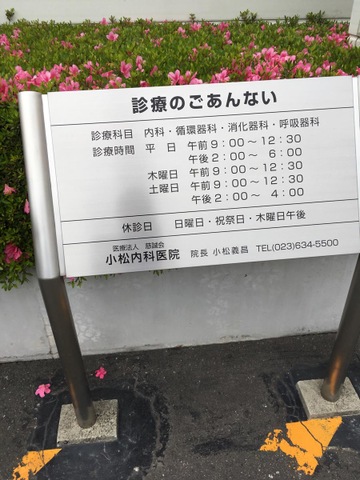 診療のごあんない
診療科目 内科・循環器科・消化器科・呼吸器科
診療時間 平 日 午前 9：00〜12：30
午後 2：00〜 6：00
木曜日 午前 9：00〜12：30
土曜日 午前 9：00〜12：30
午後 2：00〜 4：00
休診日 日曜日・祝祭日・木曜日午後
医療法人 慈誠会
小松内科医院 院長 小松義昌 TEL(023)634-5500